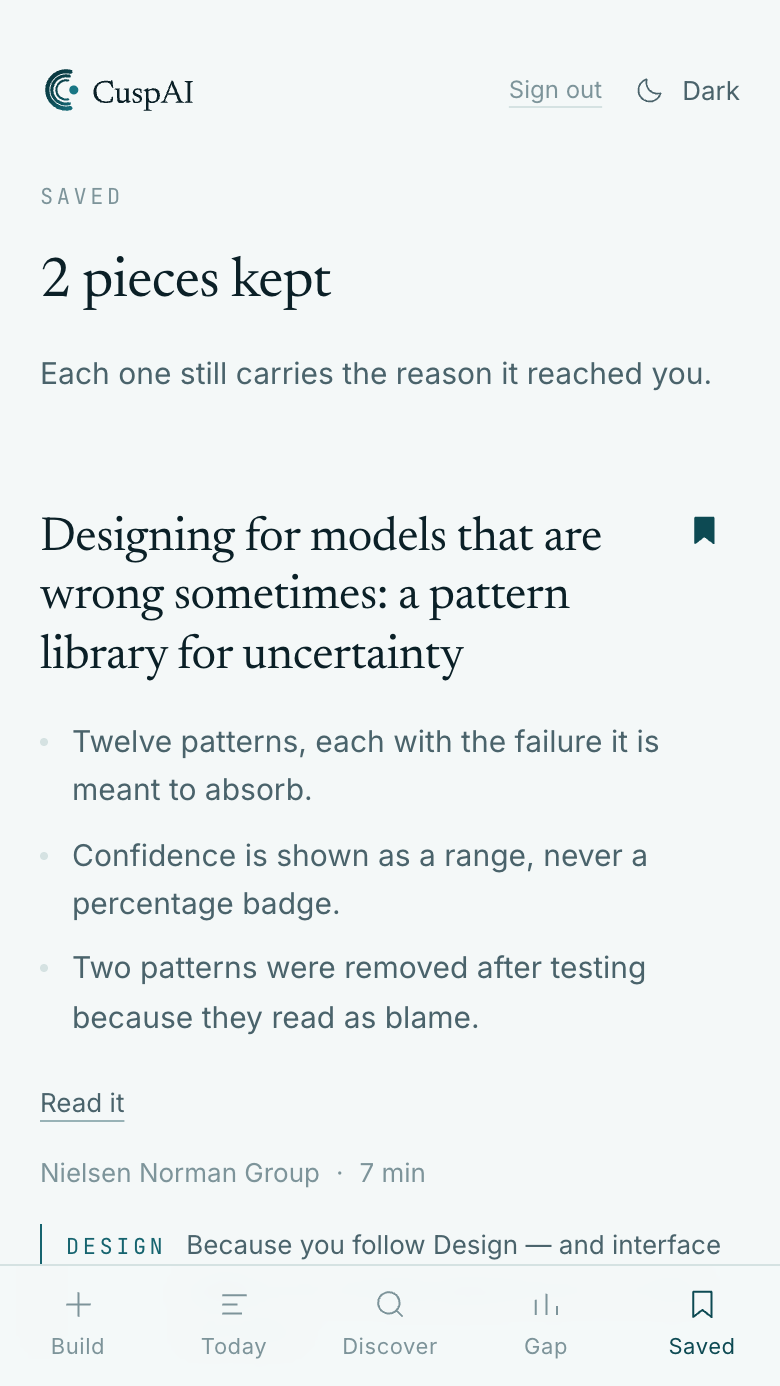 CuspAI
Sign out
Dark
SAVED
2 pieces kept
Each one still carries the reason it reached you.
Designing for models that are
wrong sometimes: a pattern
library for uncertainty
Twelve patterns, each with the failure it is
meant to absorb.
Confidence is shown as a range, never a
percentage badge.
Two patterns were removed after testing
because they read as blame.
Read it
Nielsen Norman Group · 7 min
DESIGN Because you follow Design — and interface
Build
Today
Discover
Gap
Saved